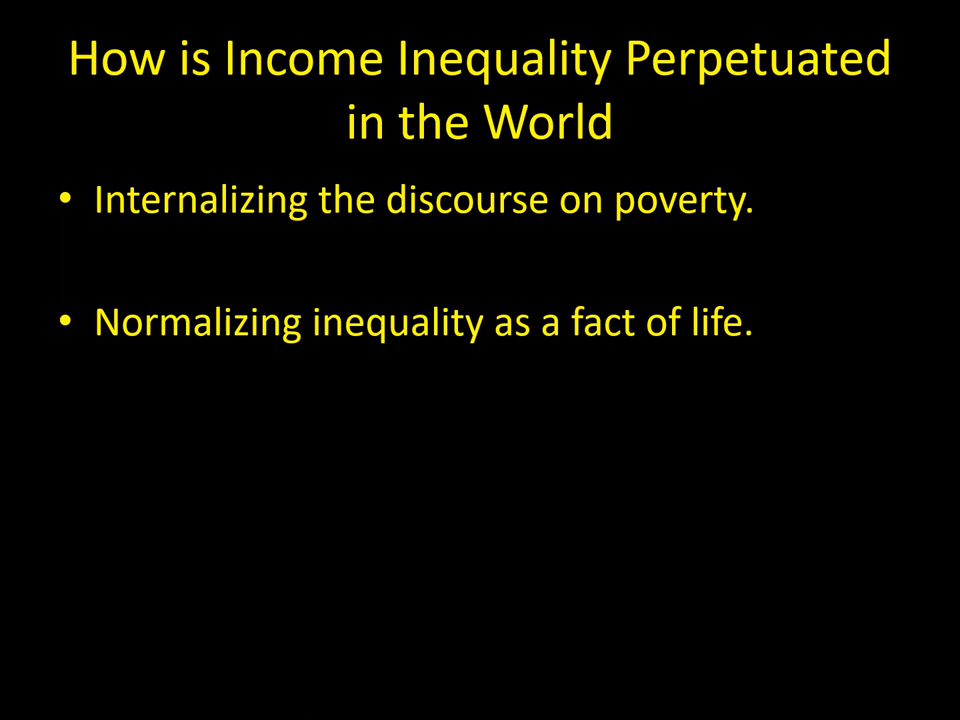 How is Income Inequality Perpetuated
in the World
• Internalizing the discourse on poverty.
• Normalizing inequality as a fact of life.